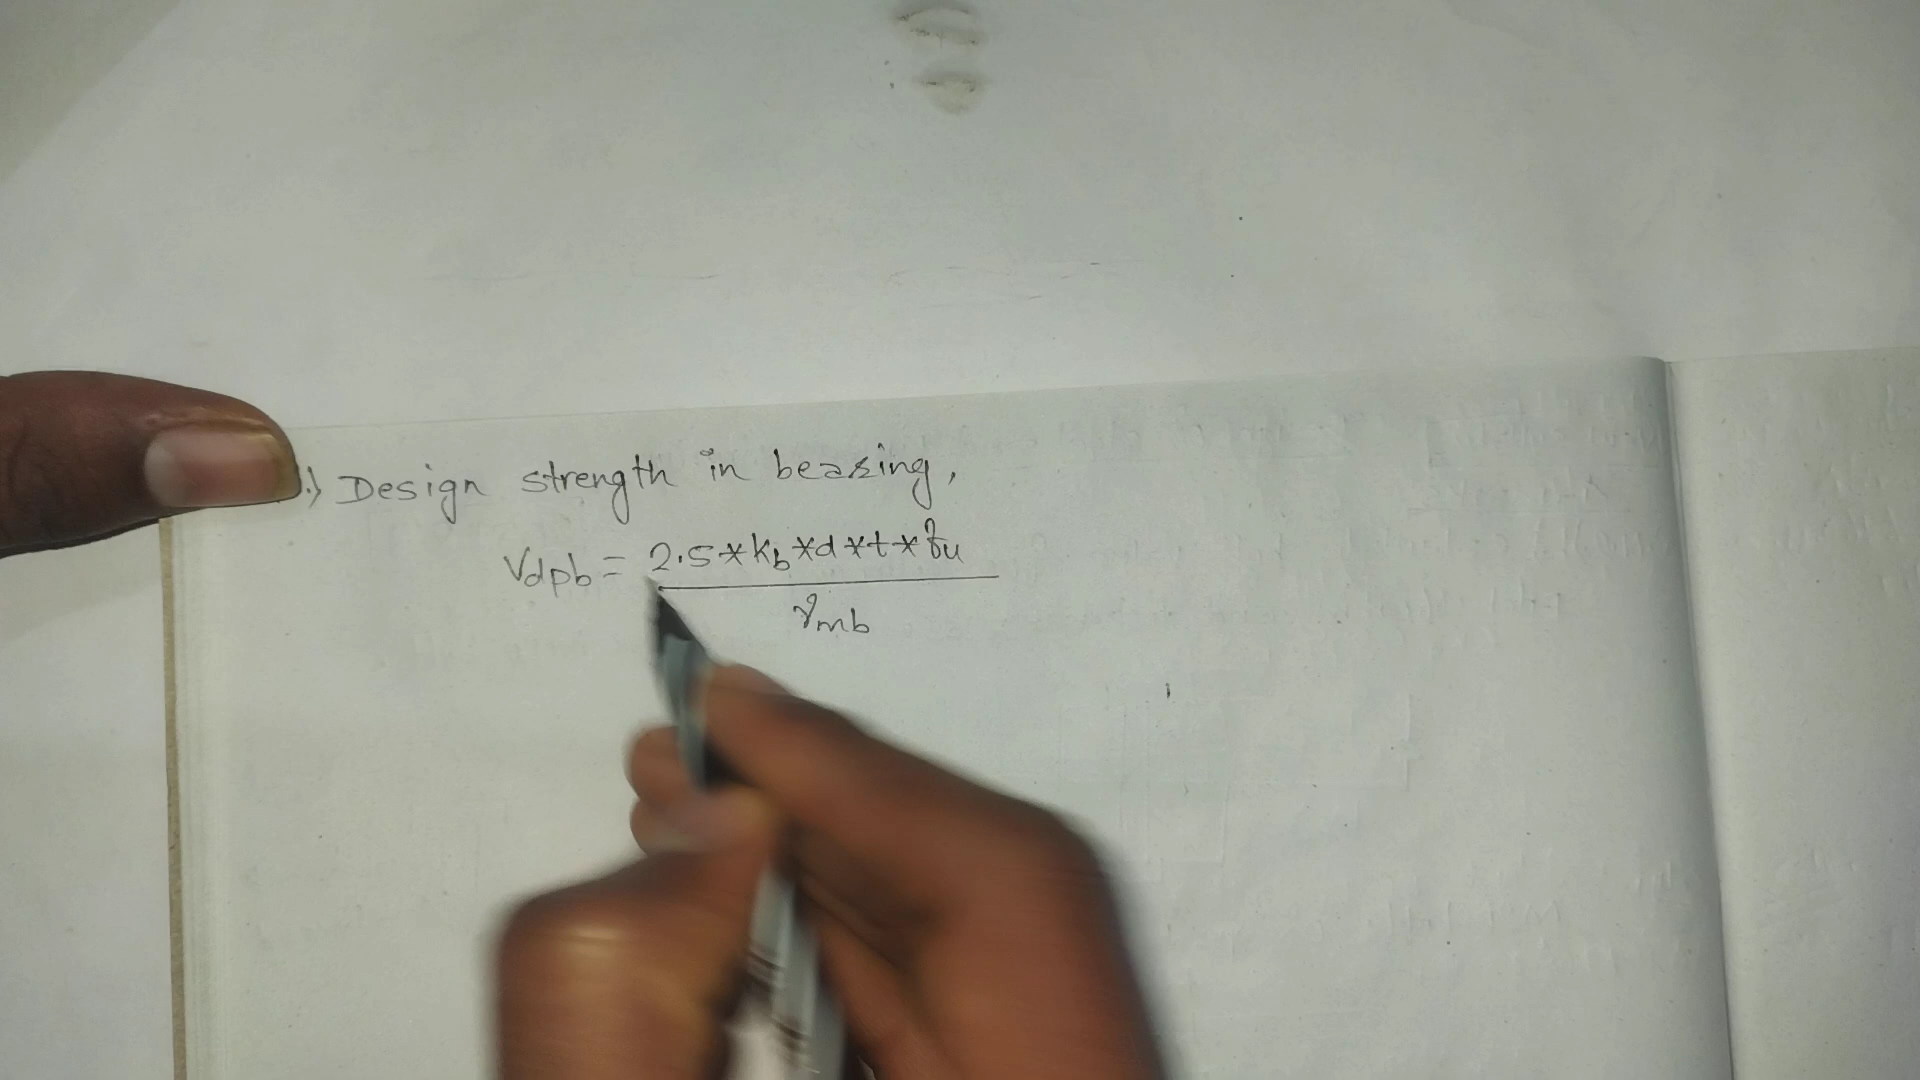 .) Design strength in bearing,
Vdpb = 2.5*kb*d*t*fu
γmb